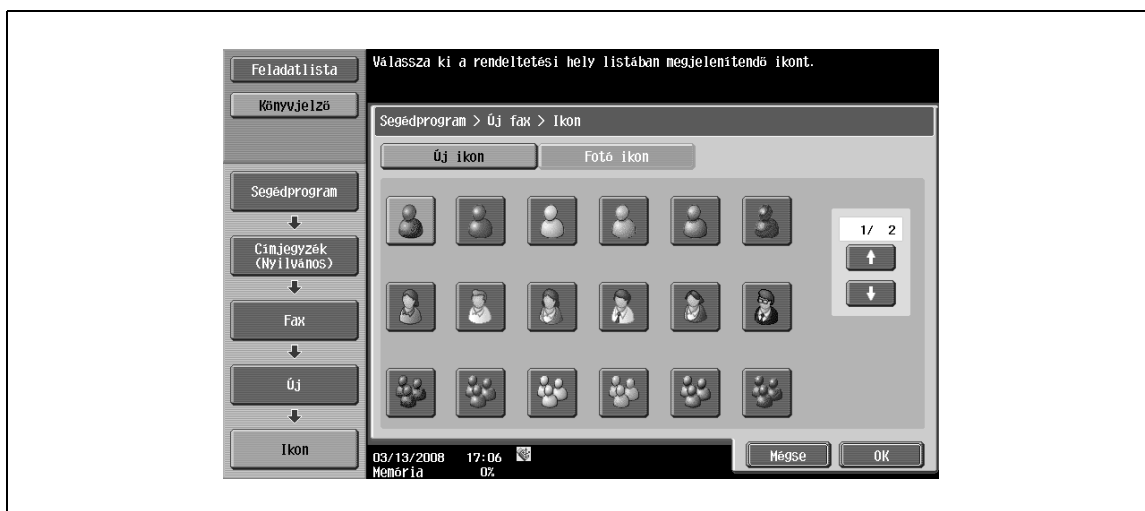 Feladatlista
Könyvjelző
Segédprogram
Címjegyzék
(Nyilvános)
Fax
Új
Ikon
Válassza ki a rendeltetési hely listában megjelenítendő ikont.
Segédprogram > Új fax > Ikon
Új ikon
Fotó ikon
1/ 2
03/13/2008 17:06
Memória 0%
Mégse
OK